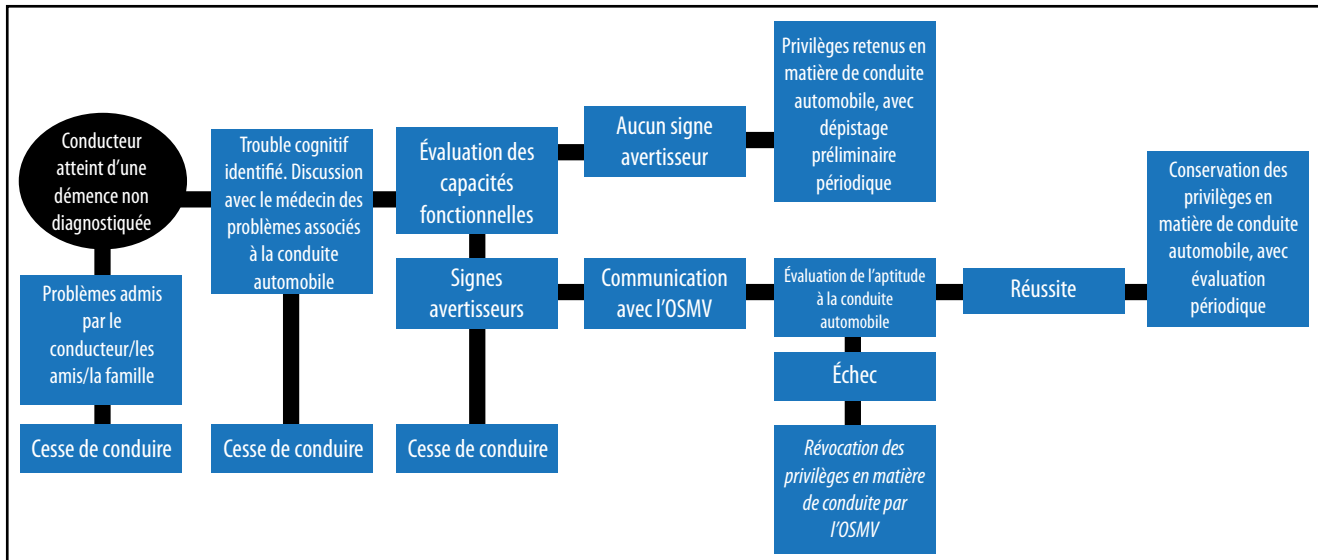 Conducteur
atteint d'une
démence non
diagnostiquée
Problèmes admis
par le
conducteur/les
amis/la famille
Cesse de conduire
Trouble cognitif
identifié. Discussion
avec le médecin des
problèmes associés
à la conduite
automobile
Cesse de conduire
Évaluation des
capacités
fonctionnelles
Signes
avertisseurs
Cesse de conduire
Aucun signe
avertisseur
Communication
avec l'OSMV
Privilèges retenus en
matière de conduite
automobile, avec
dépistage
préliminaire
périodique
Évaluation de l'aptitude
à la conduite
automobile
Échec
Révocation des
privilèges en matière
de conduite par
l'OSMV
Réussite
Conservation des
privilèges en
matière de conduite
automobile, avec
évaluation
périodique